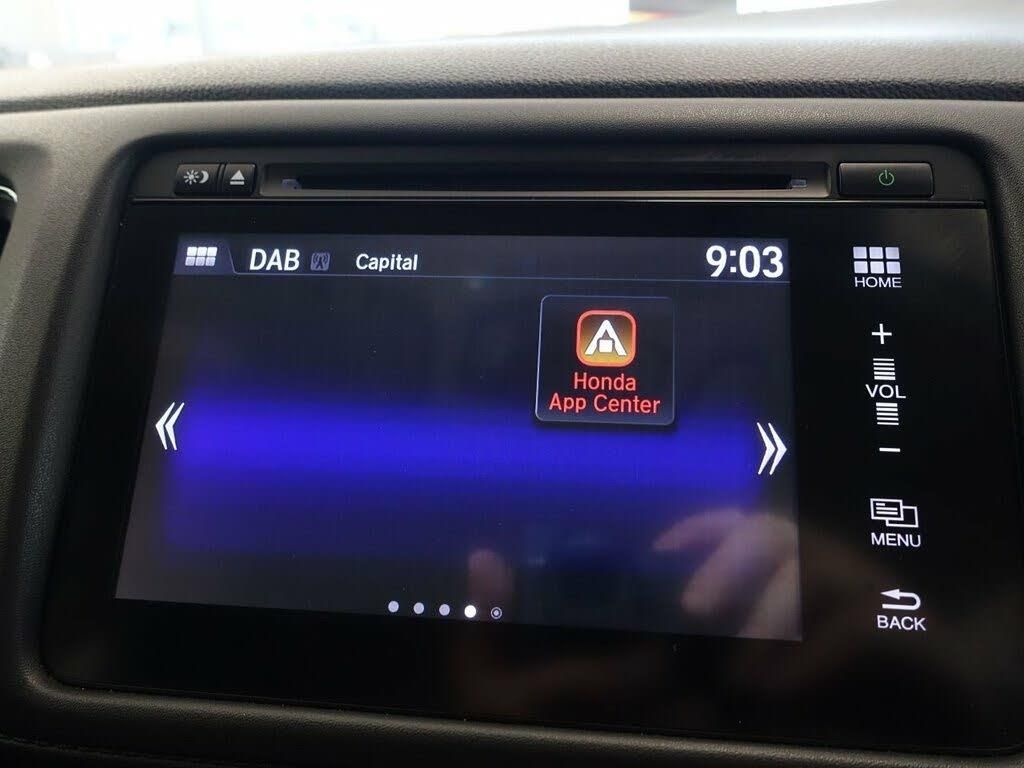 DAB Capital 9:03
HOME
Honda
App Center
+
VOL
−
MENU
BACK